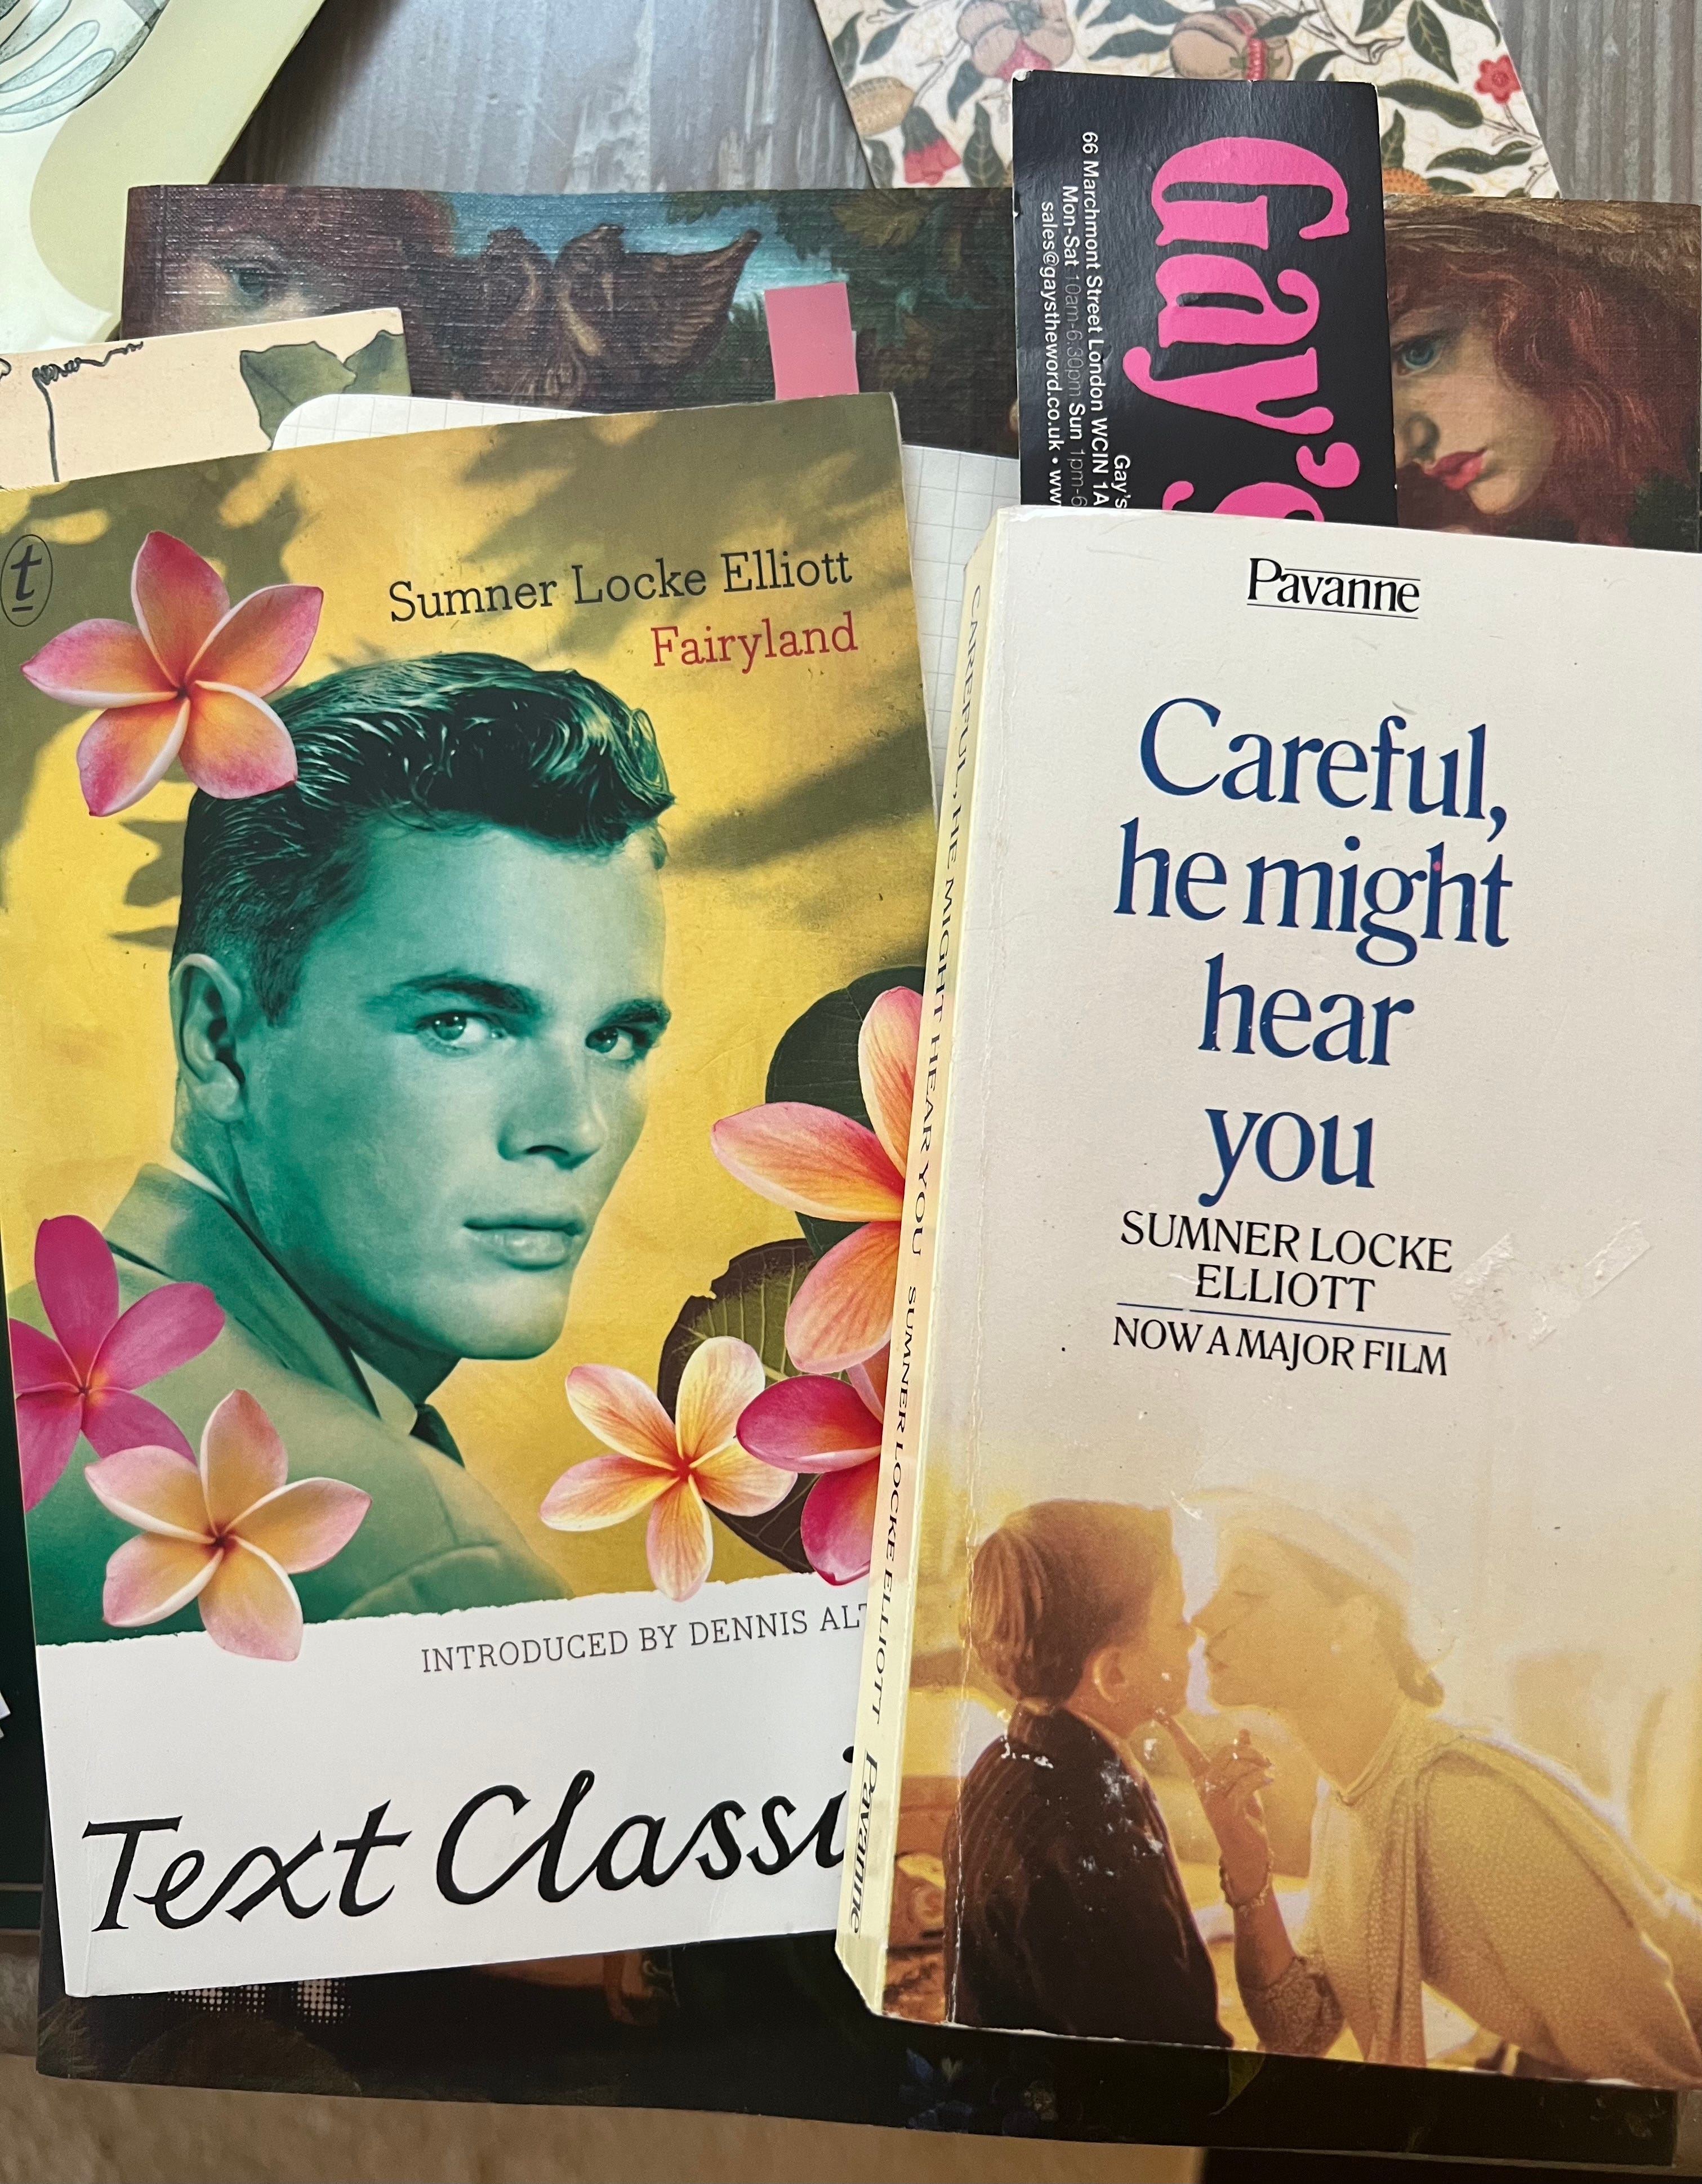 Gay's
66 Marchmont Street London WC1N 1A
Mon-Sat 10am-6.30pm Sun 1pm-6
sales@gaystheword.co.uk • ww
Gay's
t
Sumner Locke Elliott
Fairyland
INTRODUCED BY DENNIS ALT
Text Classi
CAREFUL, HE MIGHT HEAR YOU SUMNER LOCKE ELLIOTT Pavanne
Pavanne
Careful,
he might
hear
you
SUMNER LOCKE
ELLIOTT
NOW A MAJOR FILM